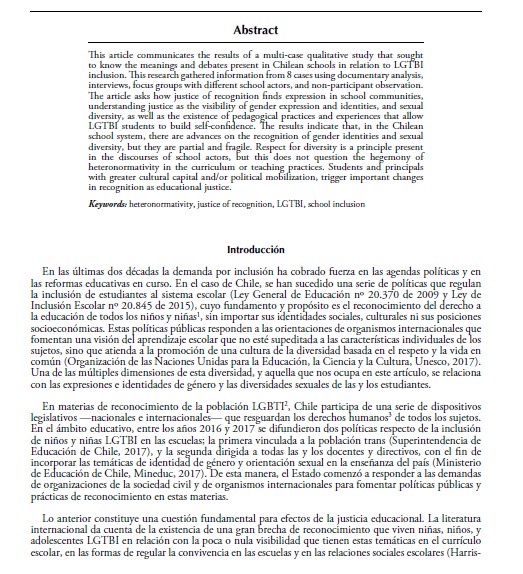 Abstract
This article communicates the results of a multi-case qualitative study that sought
to know the meanings and debates present in Chilean schools in relation to LGTBI
inclusion. This research gathered information from 8 cases using documentary analysis,
interviews, focus groups with different school actors, and non-participant observation.
The article asks how justice of recognition finds expression in school communities,
understanding justice as the visibility of gender expression and identities, and sexual
diversity, as well as the existence of pedagogical practices and experiences that allow
LGTBI students to build self-confidence. The results indicate that, in the Chilean
school system, there are advances on the recognition of gender identities and sexual
diversity, but they are partial and fragile. Respect for diversity is a principle present
in the discourses of school actors, but this does not question the hegemony of
heteronormativity in the curriculum or teaching practices. Students and principals
with greater cultural capital and/or political mobilization, trigger important changes
in recognition as educational justice.
Keywords: heteronormativity, justice of recognition, LGTBI, school inclusion
Introducción
En las últimas dos décadas la demanda por inclusión ha cobrado fuerza en las agendas políticas y en
las reformas educativas en curso. En el caso de Chile, se han sucedido una serie de políticas que regulan
la inclusión de estudiantes al sistema escolar (Ley General de Educación nº 20.370 de 2009 y Ley de
Inclusión Escolar nº 20.845 de 2015), cuyo fundamento y propósito es el reconocimiento del derecho a
la educación de todos los niños y niñas¹, sin importar sus identidades sociales, culturales ni sus posiciones
socioeconómicas. Estas políticas públicas responden a las orientaciones de organismos internacionales que
fomentan una visión del aprendizaje escolar que no esté supeditada a las características individuales de los
sujetos, sino que atienda a la promoción de una cultura de la diversidad basada en el respeto y la vida en
común (Organización de las Naciones Unidas para la Educación, la Ciencia y la Cultura, Unesco, 2017).
Una de las múltiples dimensiones de esta diversidad, y aquella que nos ocupa en este artículo, se relaciona
con las expresiones e identidades de género y las diversidades sexuales de las y los estudiantes.
En materias de reconocimiento de la población LGBTI², Chile participa de una serie de dispositivos
legislativos —nacionales e internacionales— que resguardan los derechos humanos³ de todos los sujetos.
En el ámbito educativo, entre los años 2016 y 2017 se difundieron dos políticas respecto de la inclusión
de niños y niñas LGTBI en las escuelas: la primera vinculada a la población trans (Superintendencia de
Educación de Chile, 2017), y la segunda dirigida a todas las y los docentes y directivos, con el fin de
incorporar las temáticas de identidad de género y orientación sexual en la enseñanza del país (Ministerio
de Educación de Chile, Mineduc, 2017). De esta manera, el Estado comenzó a responder a las demandas
de organizaciones de la sociedad civil y de organismos internacionales para fomentar políticas públicas y
prácticas de reconocimiento en estas materias.
Lo anterior constituye una cuestión fundamental para efectos de la justicia educacional. La literatura
internacional da cuenta de la existencia de una gran brecha de reconocimiento que viven niñas, niños, y
adolescentes LGTBI en relación con la poca o nula visibilidad que tienen estas temáticas en el currículo
escolar, en las formas de regular la convivencia en las escuelas y en las relaciones sociales escolares (Harris-